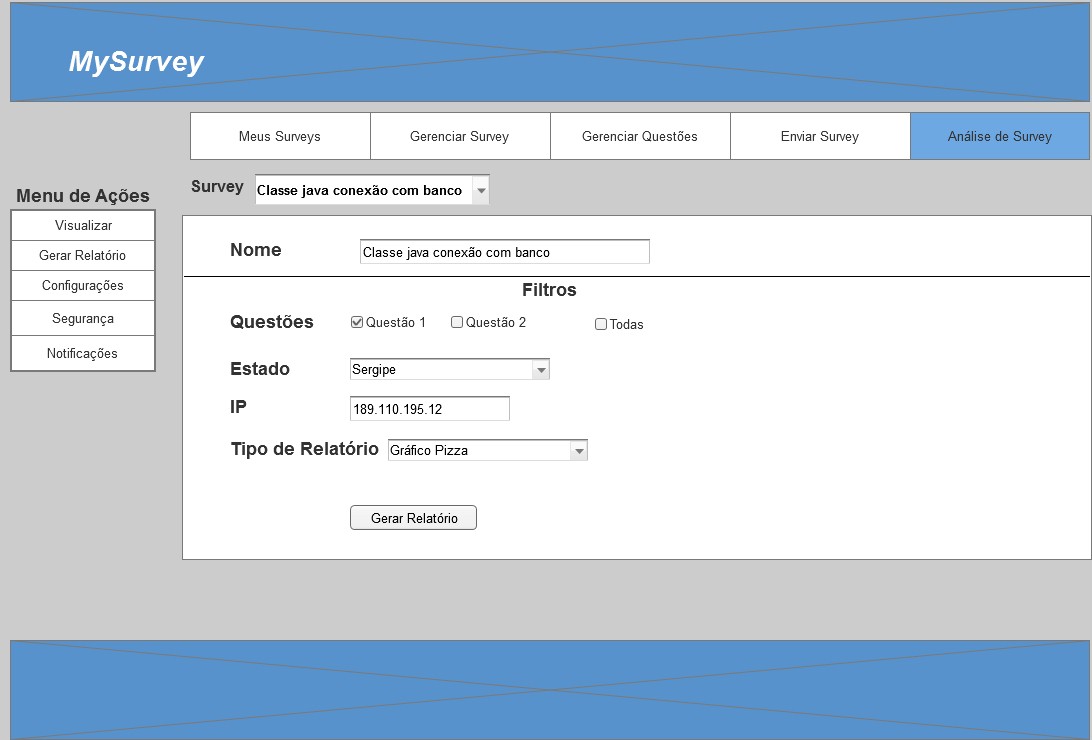 MySurvey
Meus Surveys
Gerenciar Survey
Gerenciar Questões
Enviar Survey
Análise de Survey
Survey
Classe java conexão com banco
Menu de Ações
Visualizar
Gerar Relatório
Configurações
Segurança
Notificações
Nome
Classe java conexão com banco
Filtros
Questões
Questão 1
Questão 2
Todas
Estado
Sergipe
IP
189.110.195.12
Tipo de Relatório
Gráfico Pizza
Gerar Relatório